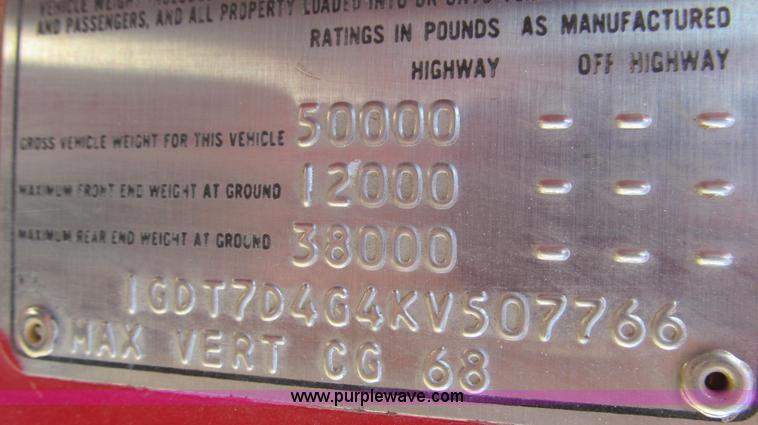 AND PASSENGERS, AND ALL PROPERTY LOADED INTO OR ONTO
RATINGS IN POUNDS AS MANUFACTURED
HIGHWAY OFF HIGHWAY
GROSS VEHICLE WEIGHT FOR THIS VEHICLE 50000 - - -
MAXIMUM FRONT END WEIGHT AT GROUND 12000 - - -
MAXIMUM REAR END WEIGHT AT GROUND 38000 - - -
1GDT7D4G4KV507766
MAX VERT CG 68
www.purplewave.com